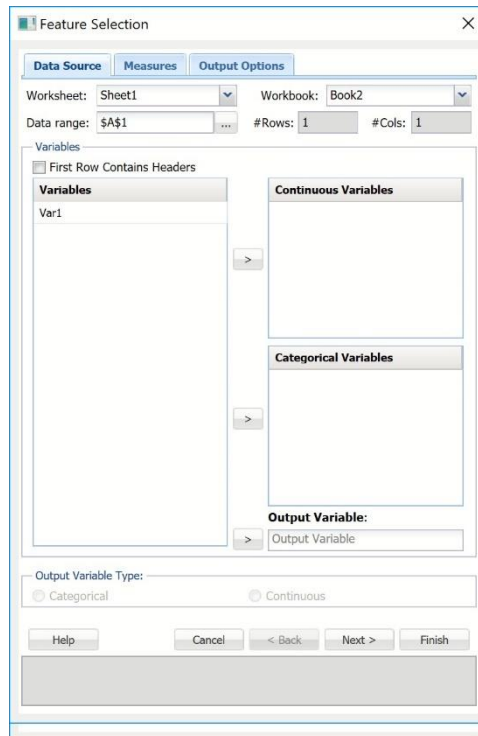 Feature Selection
Data Source Measures Output Options
Worksheet: Sheet1 Workbook: Book2
Data range: $A$1 ... #Rows: 1 #Cols: 1
Variables
First Row Contains Headers
Variables Continuous Variables
Var1
>
Categorical Variables
>
Output Variable:
> Output Variable
Output Variable Type:
Categorical Continuous
Help Cancel < Back Next > Finish